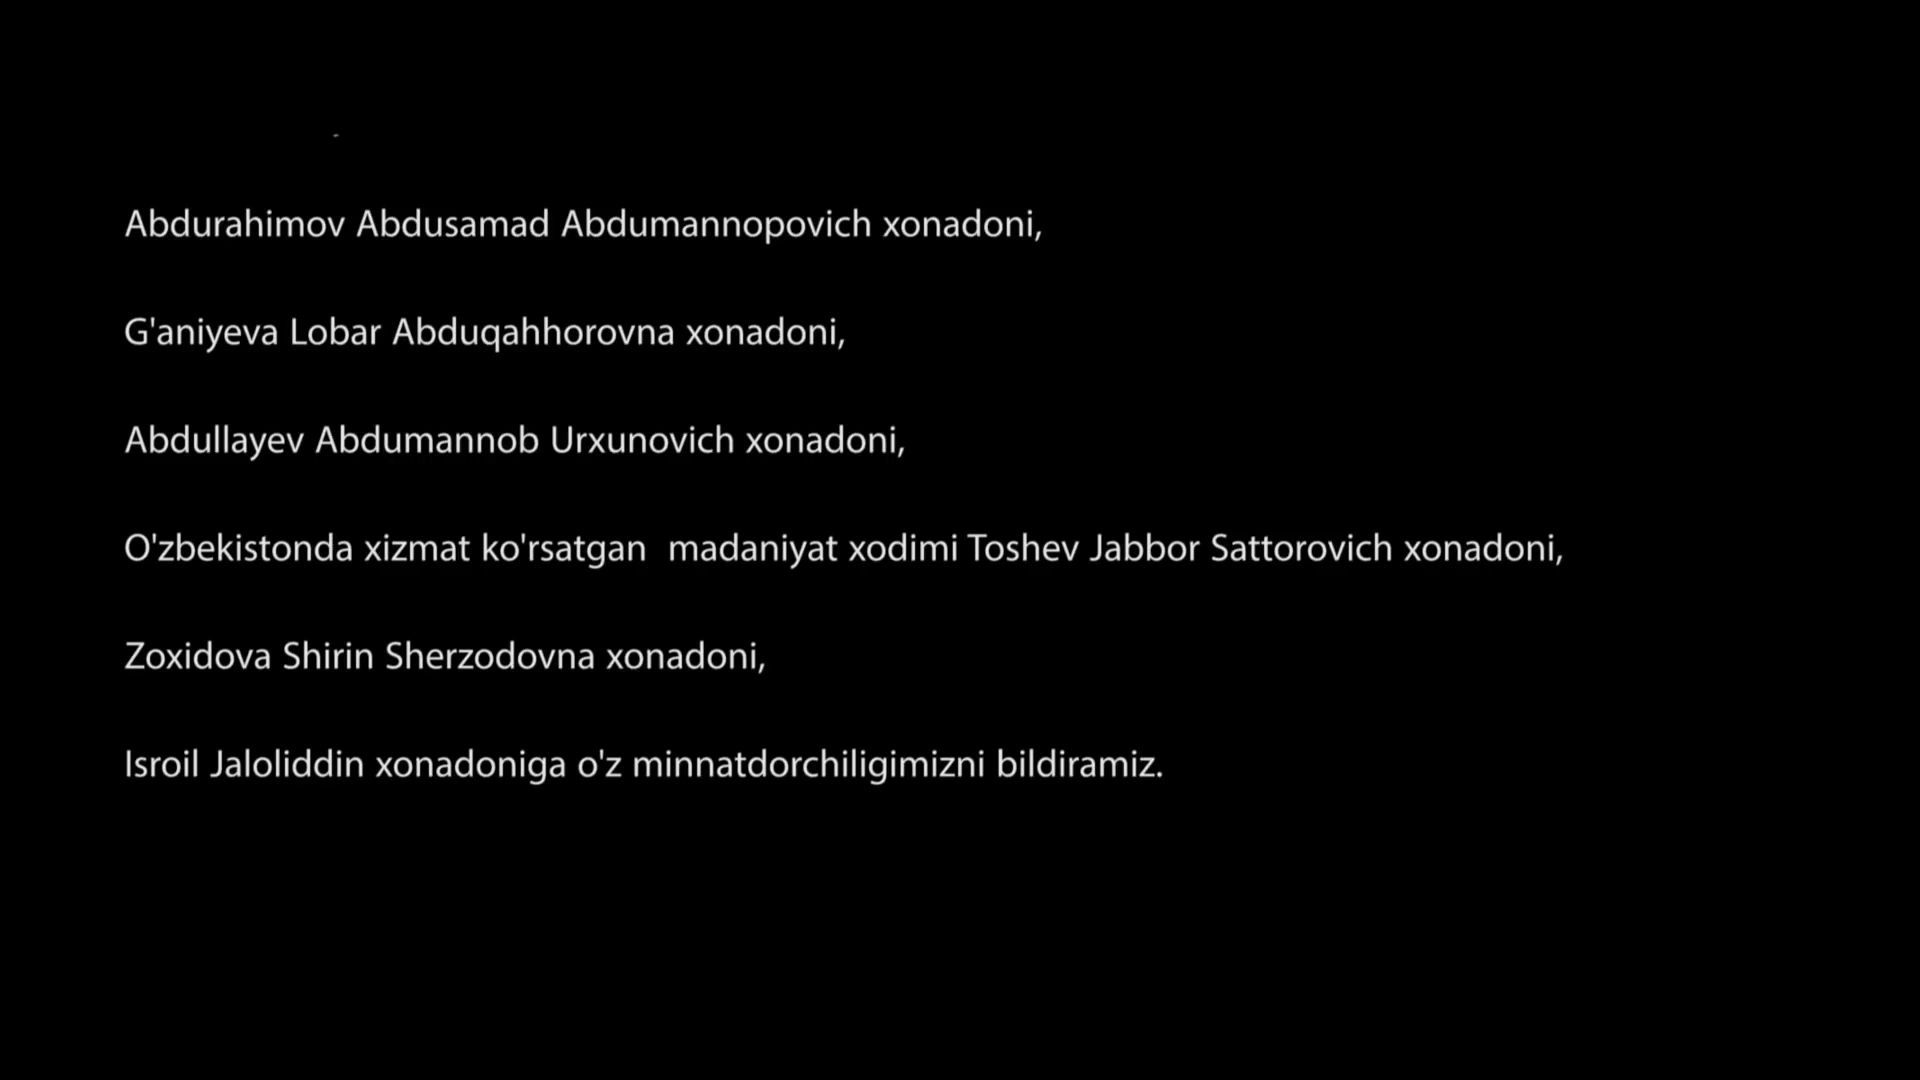 Abdurahimov Abdusamad Abdumannopovich xonadoni,
G'aniyeva Lobar Abduqahhorovna xonadoni,
Abdullayev Abdumannob Urxunovich xonadoni,
O'zbekistonda xizmat ko'rsatgan  madaniyat xodimi Toshev Jabbor Sattorovich xonadoni,
Zoxidova Shirin Sherzodovna xonadoni,
Isroil Jaloliddin xonadoniga o'z minnatdorchiligimizni bildiramiz.